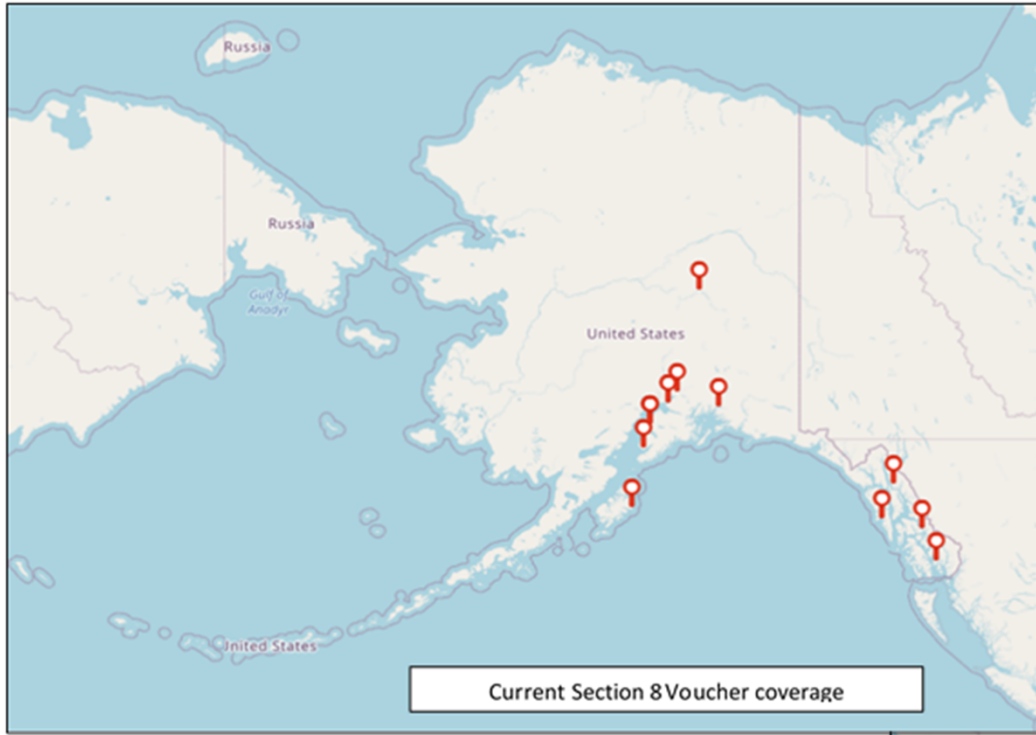 Russia
Russia
Gulf of
Anadyr
United States
United States
Current Section 8 Voucher coverage